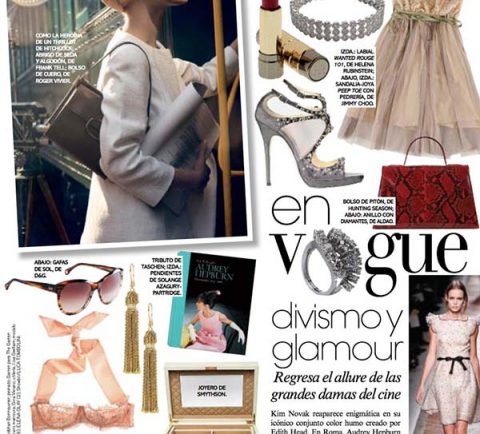 COMO LA HEROÍNA
DE UN THRILLER
DE HITCHCOCK,
ABRIGO DE SEDA
Y ALGODÓN, DE
FRANK TELL; BOLSO
DE CUERO, DE
ROGER VIVIER.
IZDA.: LABIAL
WANTED ROUGE
101, DE HELENA
RUBINSTEIN;
ABAJO, IZDA.:
SANDALIA-JOYA
PEEP TOE CON
PEDRERÍA, DE
JIMMY CHOO.
BOLSO DE PITÓN, DE
HUNTING SEASON;
ABAJO: ANILLO CON
DIAMANTES, DE ALDAO.
en
Vogue
divismo y
glamour
Regresa el allure de las
grandes damas del cine
Kim Novak reaparece enigmática en su
icónico conjunto color humo creado por
Edith Head. En Roma, Audrey Hepburn
ABAJO: GAFAS
DE SOL, DE
D&G.
TRIBUTO DE
TASCHEN; IZDA.:
PENDIENTES
DE SOLANGE
AZAGURY-
PARTRIDGE.
AUDREY
HEPBURN
JOYERO DE
SMYTHSON.